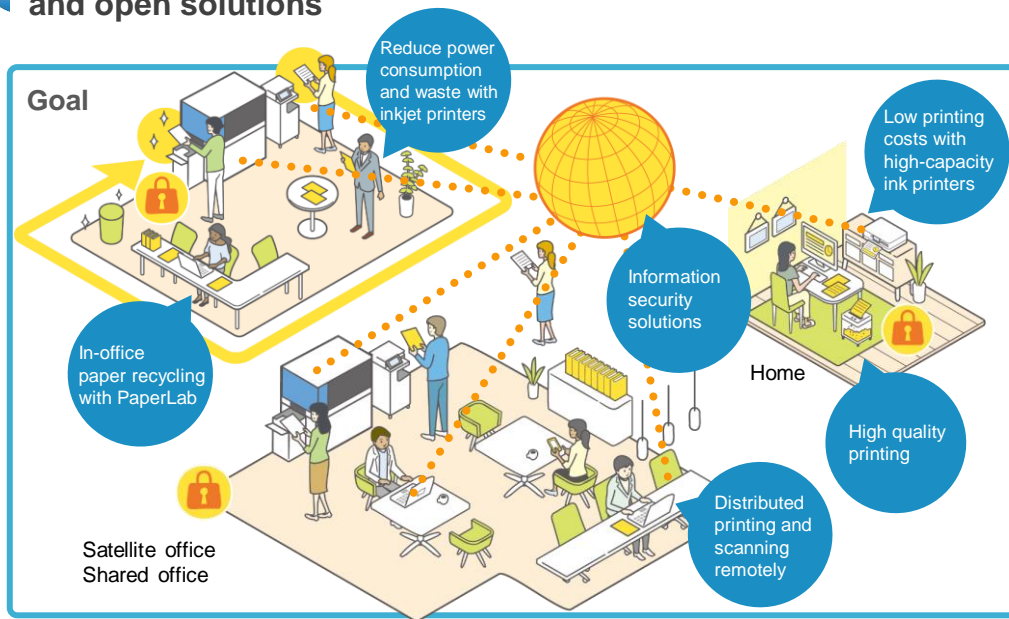 and open solutions
Goal
Reduce power
consumption
and waste with
inkjet printers
Low printing
costs with
high-capacity
ink printers
Information
security
solutions
In-office
paper recycling
with PaperLab
Home
High quality
printing
Distributed
printing and
scanning
remotely
Satellite office
Shared office